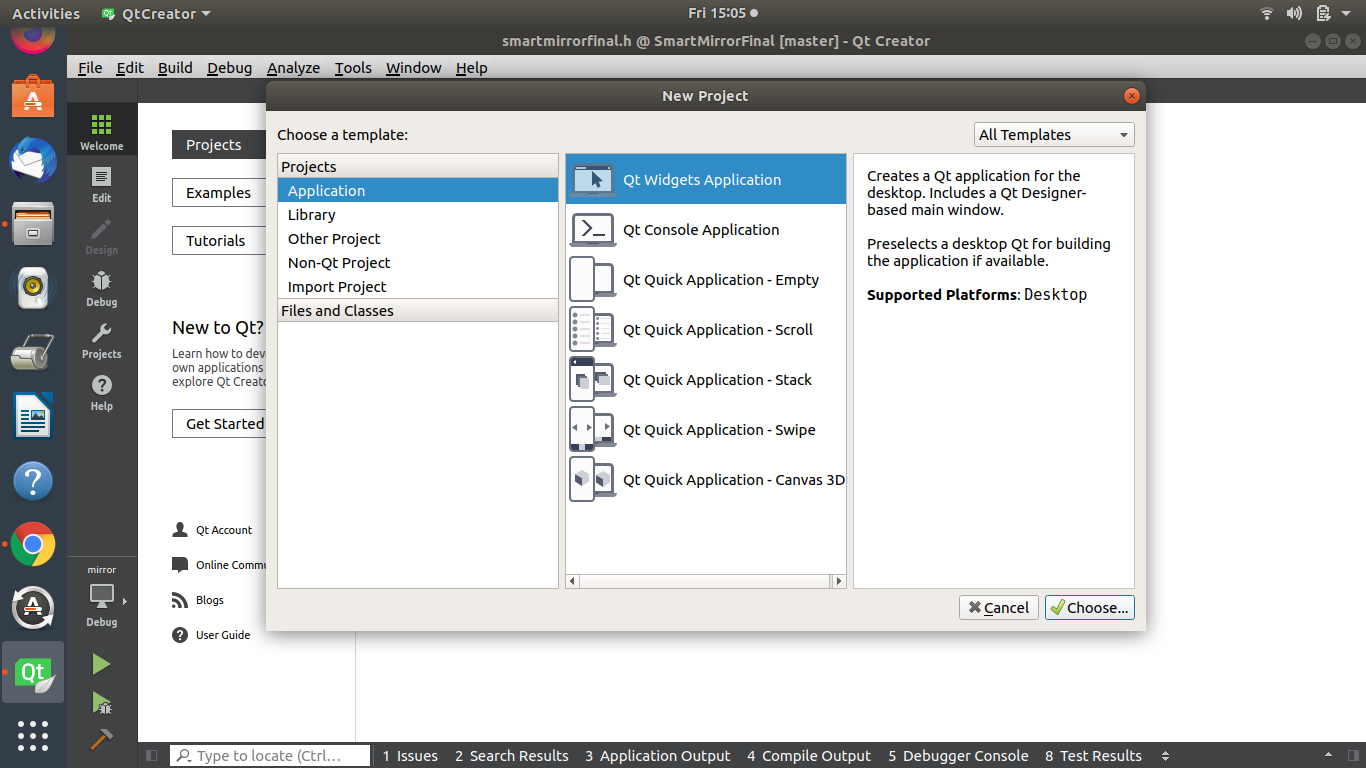 Activities
QtCreator
Fri 15:05
smartmirrorfinal.h @ SmartMirrorFinal [master] - Qt Creator
File Edit Build Debug Analyze Tools Window Help
Welcome
Edit
Design
Debug
Projects
Help
mirror
Debug
Projects
Examples
Tutorials
New to Qt?
Learn how to dev
own applications
explore Qt Creato
Get Started
Qt Account
Online Commu
Blogs
User Guide
New Project
Choose a template:
All Templates
Projects
Application
Library
Other Project
Non-Qt Project
Import Project
Files and Classes
Qt Widgets Application
Qt Console Application
Qt Quick Application - Empty
Qt Quick Application - Scroll
Qt Quick Application - Stack
Qt Quick Application - Swipe
Qt Quick Application - Canvas 3D
Creates a Qt application for the
desktop. Includes a Qt Designer-
based main window.
Preselects a desktop Qt for building
the application if available.
Supported Platforms: Desktop
Cancel
Choose...
Qt
Type to locate (Ctrl...
1 Issues 2 Search Results 3 Application Output 4 Compile Output 5 Debugger Console 8 Test Results